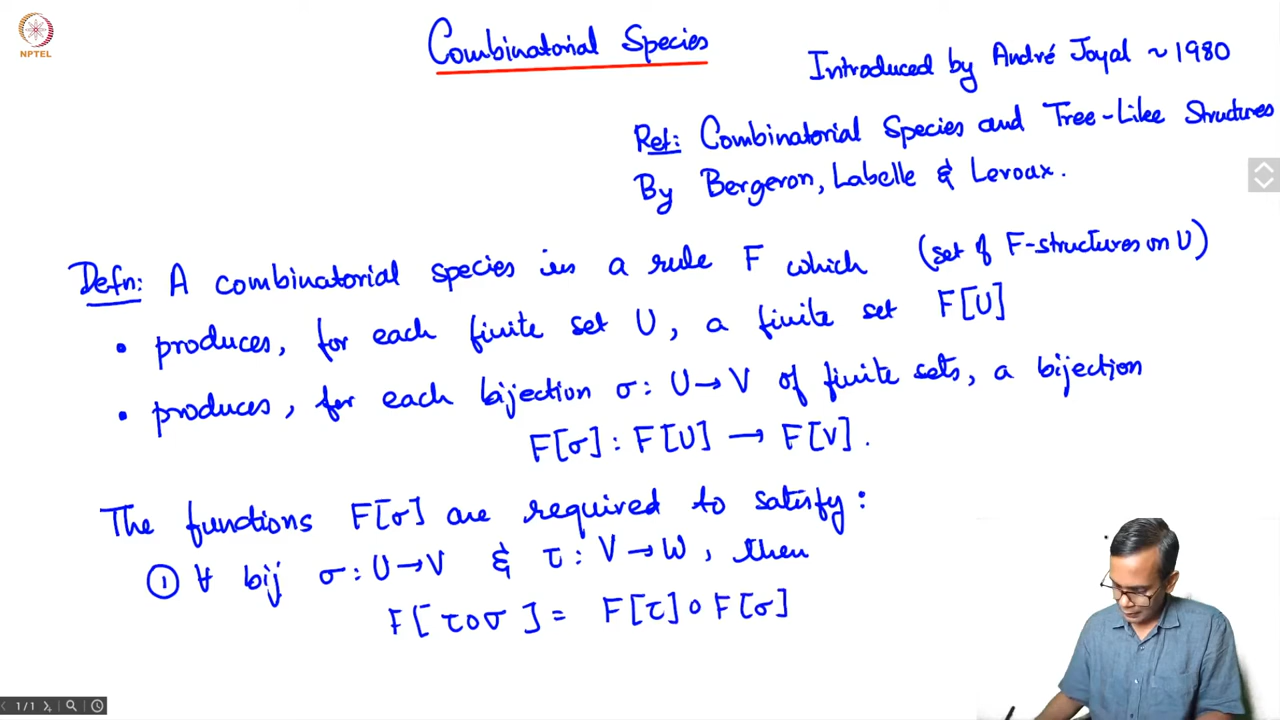 NPTEL
Combinatorial Species
Introduced by André Joyal ~ 1980
Ref: Combinatorial Species and Tree-Like Structures
By Bergeron, Labelle & Leroux.
Defn: A combinatorial species is a rule F which (set of F-structures on U)
• produces, for each finite set U, a finite set F[U]
• produces, for each bijection σ: U → V of finite sets, a bijection
F[σ] : F[U] → F[V].
The functions F[σ] are required to satisfy:
① ∀ bij σ: U → V & τ: V → W, then
F[τ∘σ] = F[τ] ∘ F[σ]
1/1